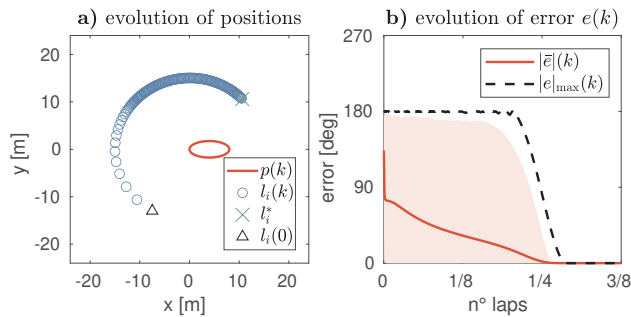 a) evolution of positions
20
10
0
-10
-20
y [m]
-20
-10
0
10
20
x [m]
p(k)
l_i(k)
l_i^*
l_i(0)
b) evolution of error e(k)
270
180
90
0
error [deg]
0
1/8
1/4
3/8
n° laps
|ē|(k)
|e|_max(k)